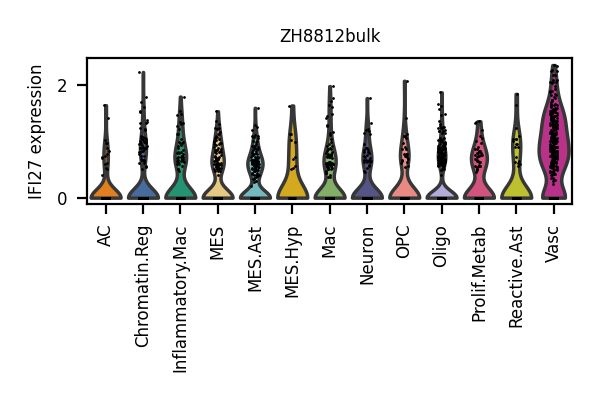 ZH8812bulk
IFI27 expression
2
0
AC
Chromatin.Reg
Inflammatory.Mac
MES
MES.Ast
MES.Hyp
Mac
Neuron
OPC
Oligo
Prolif.Metab
Reactive.Ast
Vasc